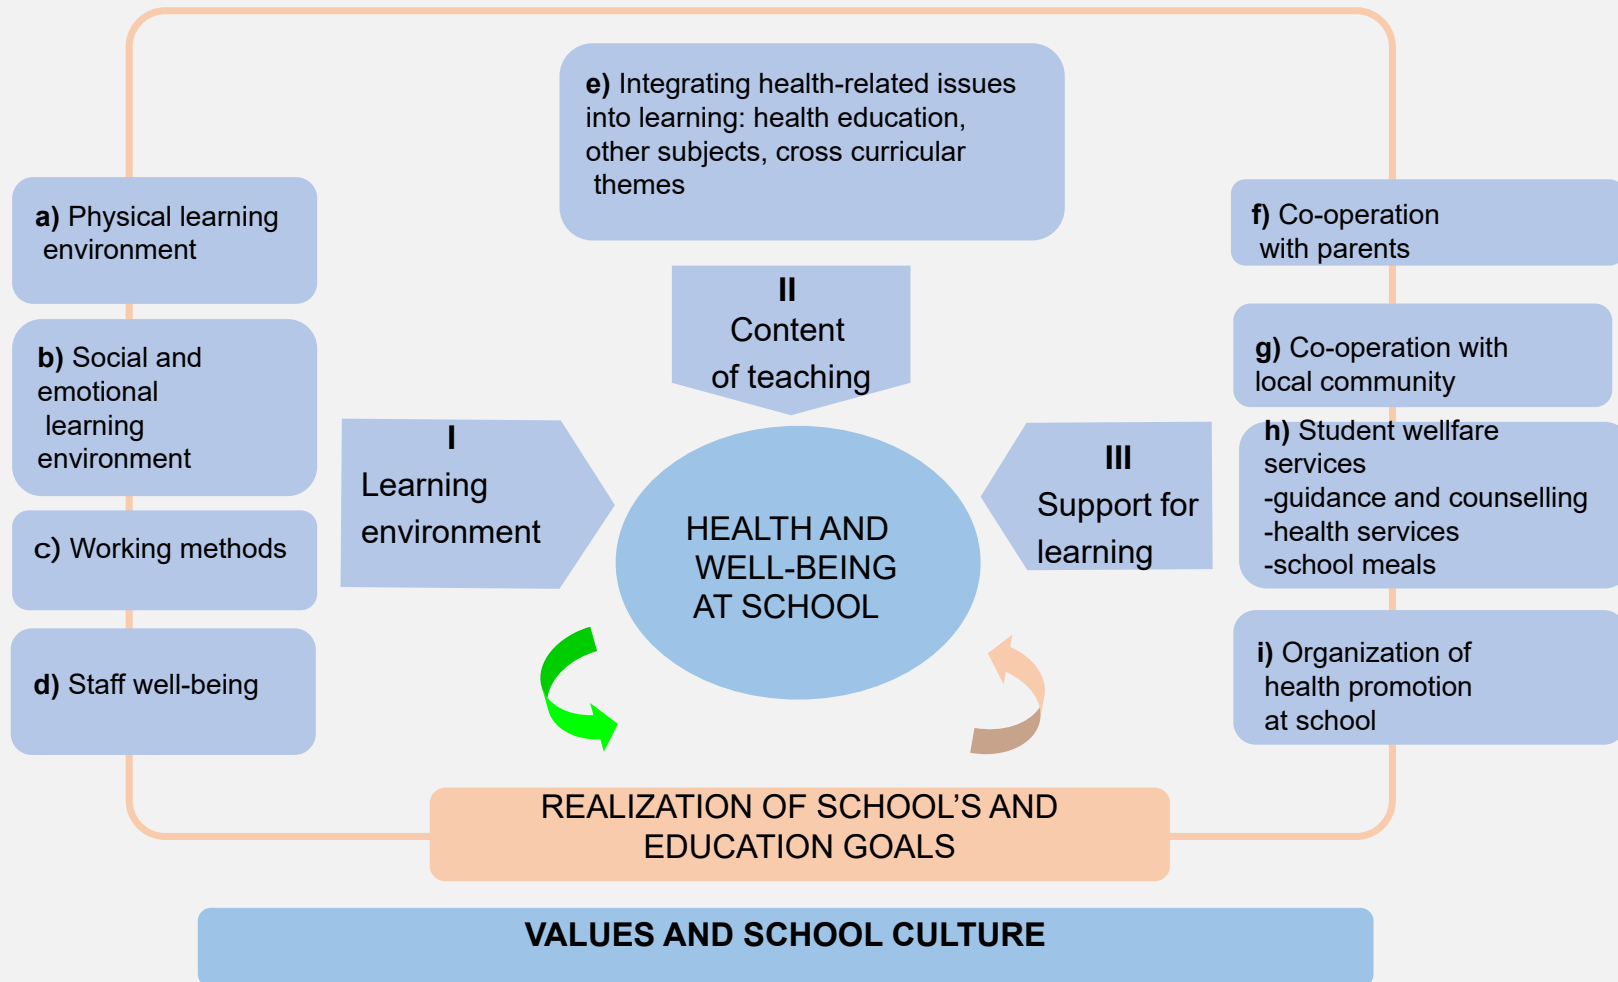 e) Integrating health-related issues
into learning: health education,
other subjects, cross curricular
themes
a) Physical learning
environment
b) Social and
emotional
learning
environment
c) Working methods
d) Staff well-being
I
Learning
environment
II
Content
of teaching
III
Support for
learning
HEALTH AND
WELL-BEING
AT SCHOOL
f) Co-operation
with parents
g) Co-operation with
local community
h) Student wellfare
services
-guidance and counselling
-health services
-school meals
i) Organization of
health promotion
at school
REALIZATION OF SCHOOL’S AND
EDUCATION GOALS
VALUES AND SCHOOL CULTURE